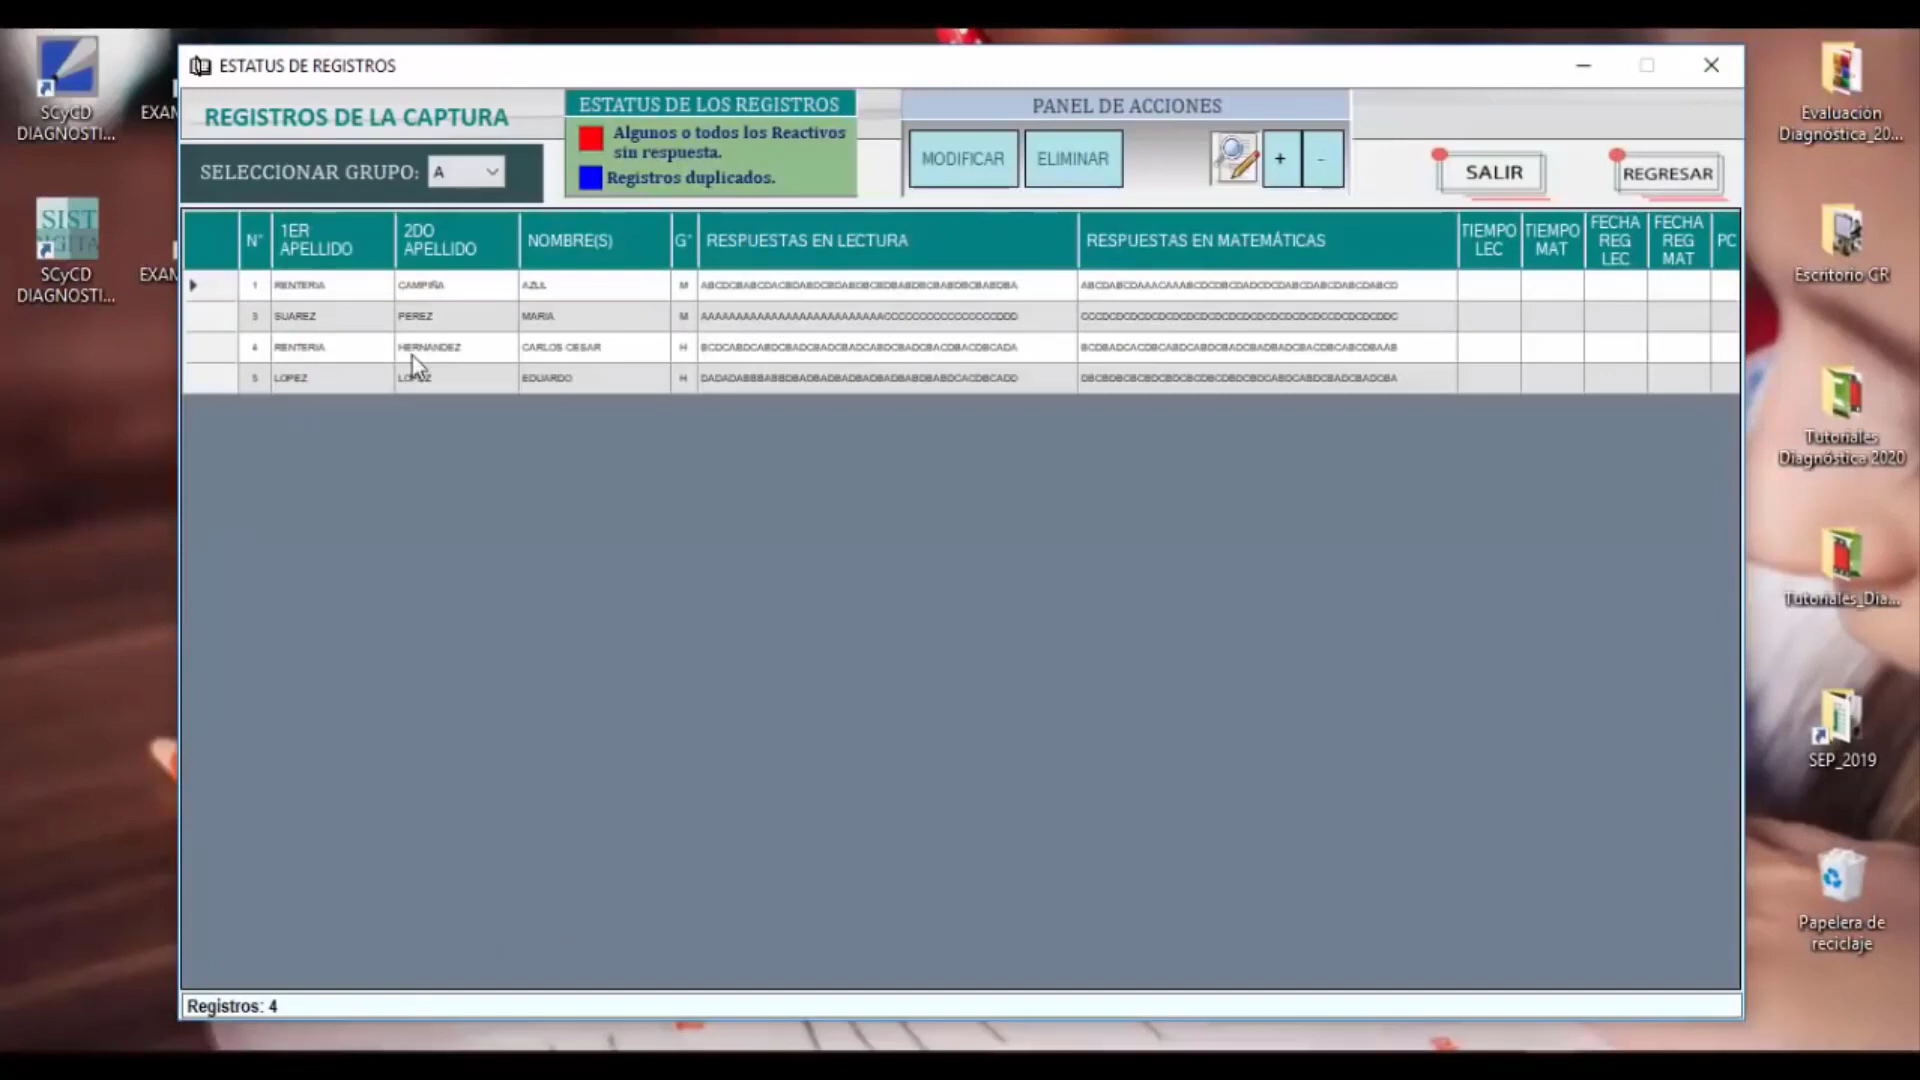 ESTATUS DE REGISTROS
REGISTROS DE LA CAPTURA
SELECCIONAR GRUPO: A
ESTATUS DE LOS REGISTROS
Algunos o todos los Reactivos
sin respuesta.
Registros duplicados.
PANEL DE ACCIONES
MODIFICAR ELIMINAR + -
SALIR
REGRESAR
N° 1ER APELLIDO 2DO APELLIDO NOMBRE(S) G° RESPUESTAS EN LECTURA RESPUESTAS EN MATEMÁTICAS TIEMPO LEC TIEMPO MAT FECHA REG LEC FECHA REG MAT PC
1 RENTERIA CAMPIÑA AZUL M
3 SUAREZ PEREZ MARIA M
4 RENTERIA HERNANDEZ CARLOS CESAR H
5 LOPEZ LOPEZ EDUARDO H
Registros: 4
SCyCD
DIAGNOSTI...
EXAM
SIST
SCyCD
DIAGNOSTI...
EXAM
Evaluación
Diagnóstica_20...
Escritorio GR
Tutoriales
Diagnóstica 2020
Tutoriales_Dia...
SEP_2019
Papelera de
reciclaje